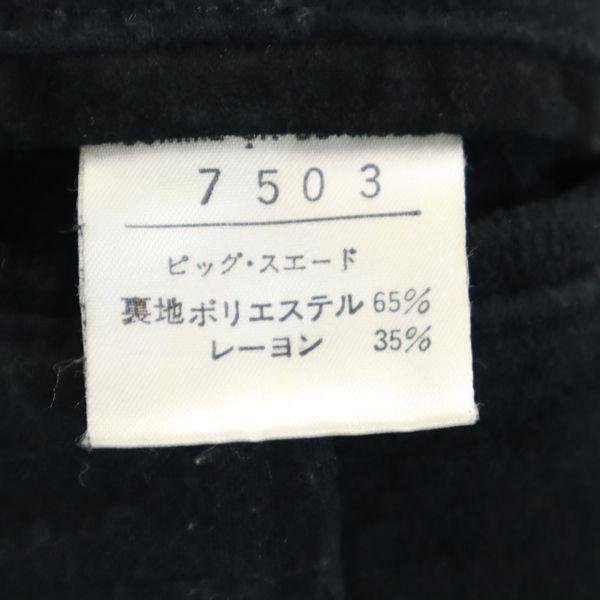 7503
ピッグ・スエード
裏地ポリエステル 65%
レーヨン 35%